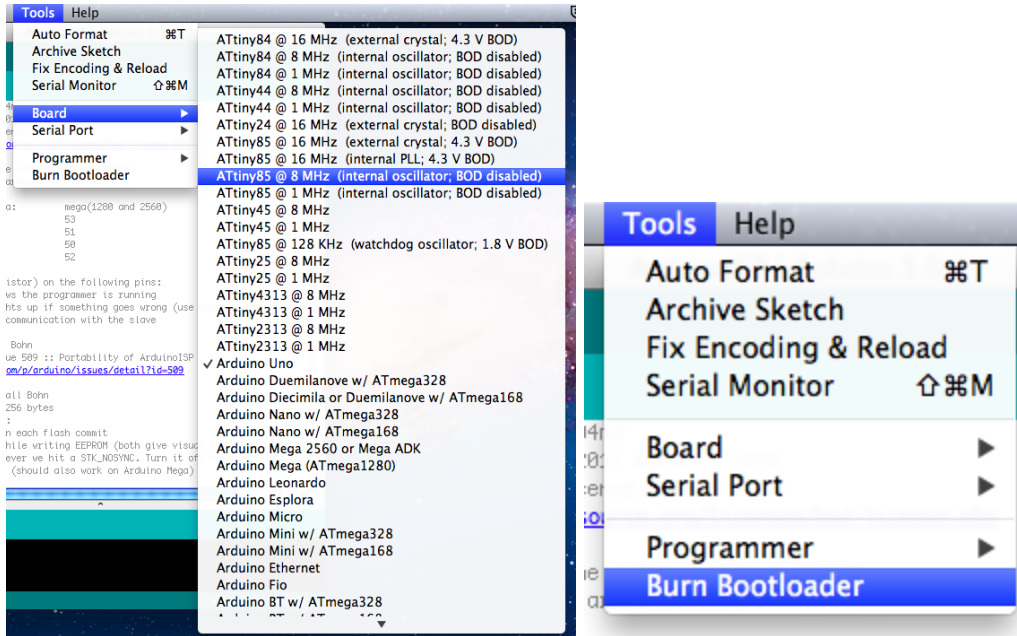 Tools Help
Auto Format ⌘T
Archive Sketch
Fix Encoding & Reload
Serial Monitor ⇧⌘M
Board ▶
Serial Port ▶
Programmer ▶
Burn Bootloader
ATtiny84 @ 16 MHz (external crystal; 4.3 V BOD)
ATtiny84 @ 8 MHz (internal oscillator; BOD disabled)
ATtiny84 @ 1 MHz (internal oscillator; BOD disabled)
ATtiny44 @ 8 MHz (internal oscillator; BOD disabled)
ATtiny44 @ 1 MHz (internal oscillator; BOD disabled)
ATtiny24 @ 16 MHz (external crystal; BOD disabled)
ATtiny85 @ 16 MHz (external crystal; 4.3 V BOD)
ATtiny85 @ 16 MHz (internal PLL; 4.3 V BOD)
ATtiny85 @ 8 MHz (internal oscillator; BOD disabled)
ATtiny85 @ 1 MHz (internal oscillator; BOD disabled)
ATtiny45 @ 8 MHz
ATtiny45 @ 1 MHz
ATtiny85 @ 128 KHz (watchdog oscillator; 1.8 V BOD)
ATtiny25 @ 8 MHz
ATtiny25 @ 1 MHz
ATtiny4313 @ 8 MHz
ATtiny4313 @ 1 MHz
ATtiny2313 @ 8 MHz
ATtiny2313 @ 1 MHz
✓ Arduino Uno
Arduino Duemilanove w/ ATmega328
Arduino Diecimila or Duemilanove w/ ATmega168
Arduino Nano w/ ATmega328
Arduino Nano w/ ATmega168
Arduino Mega 2560 or Mega ADK
Arduino Mega (ATmega1280)
Arduino Leonardo
Arduino Esplora
Arduino Micro
Arduino Mini w/ ATmega328
Arduino Mini w/ ATmega168
Arduino Ethernet
Arduino Fio
Arduino BT w/ ATmega328
mega(1280 and 2560)
53
51
50
52
istor) on the following pins:
ws the programmer is running
hts up if something goes wrong (use
communication with the slave
Bohn
ue 509 :: Portability of ArduinoISP
om/p/arduino/issues/detail?id=509
all Bohn
256 bytes
:
n each flash commit
hile writing EEPROM (both give visua
ever we hit a STK_NOSYNC. Turn it of
(should also work on Arduino Mega)
Tools Help
Auto Format ⌘T
Archive Sketch
Fix Encoding & Reload
Serial Monitor ⇧⌘M
Board ▶
Serial Port ▶
Programmer ▶
Burn Bootloader